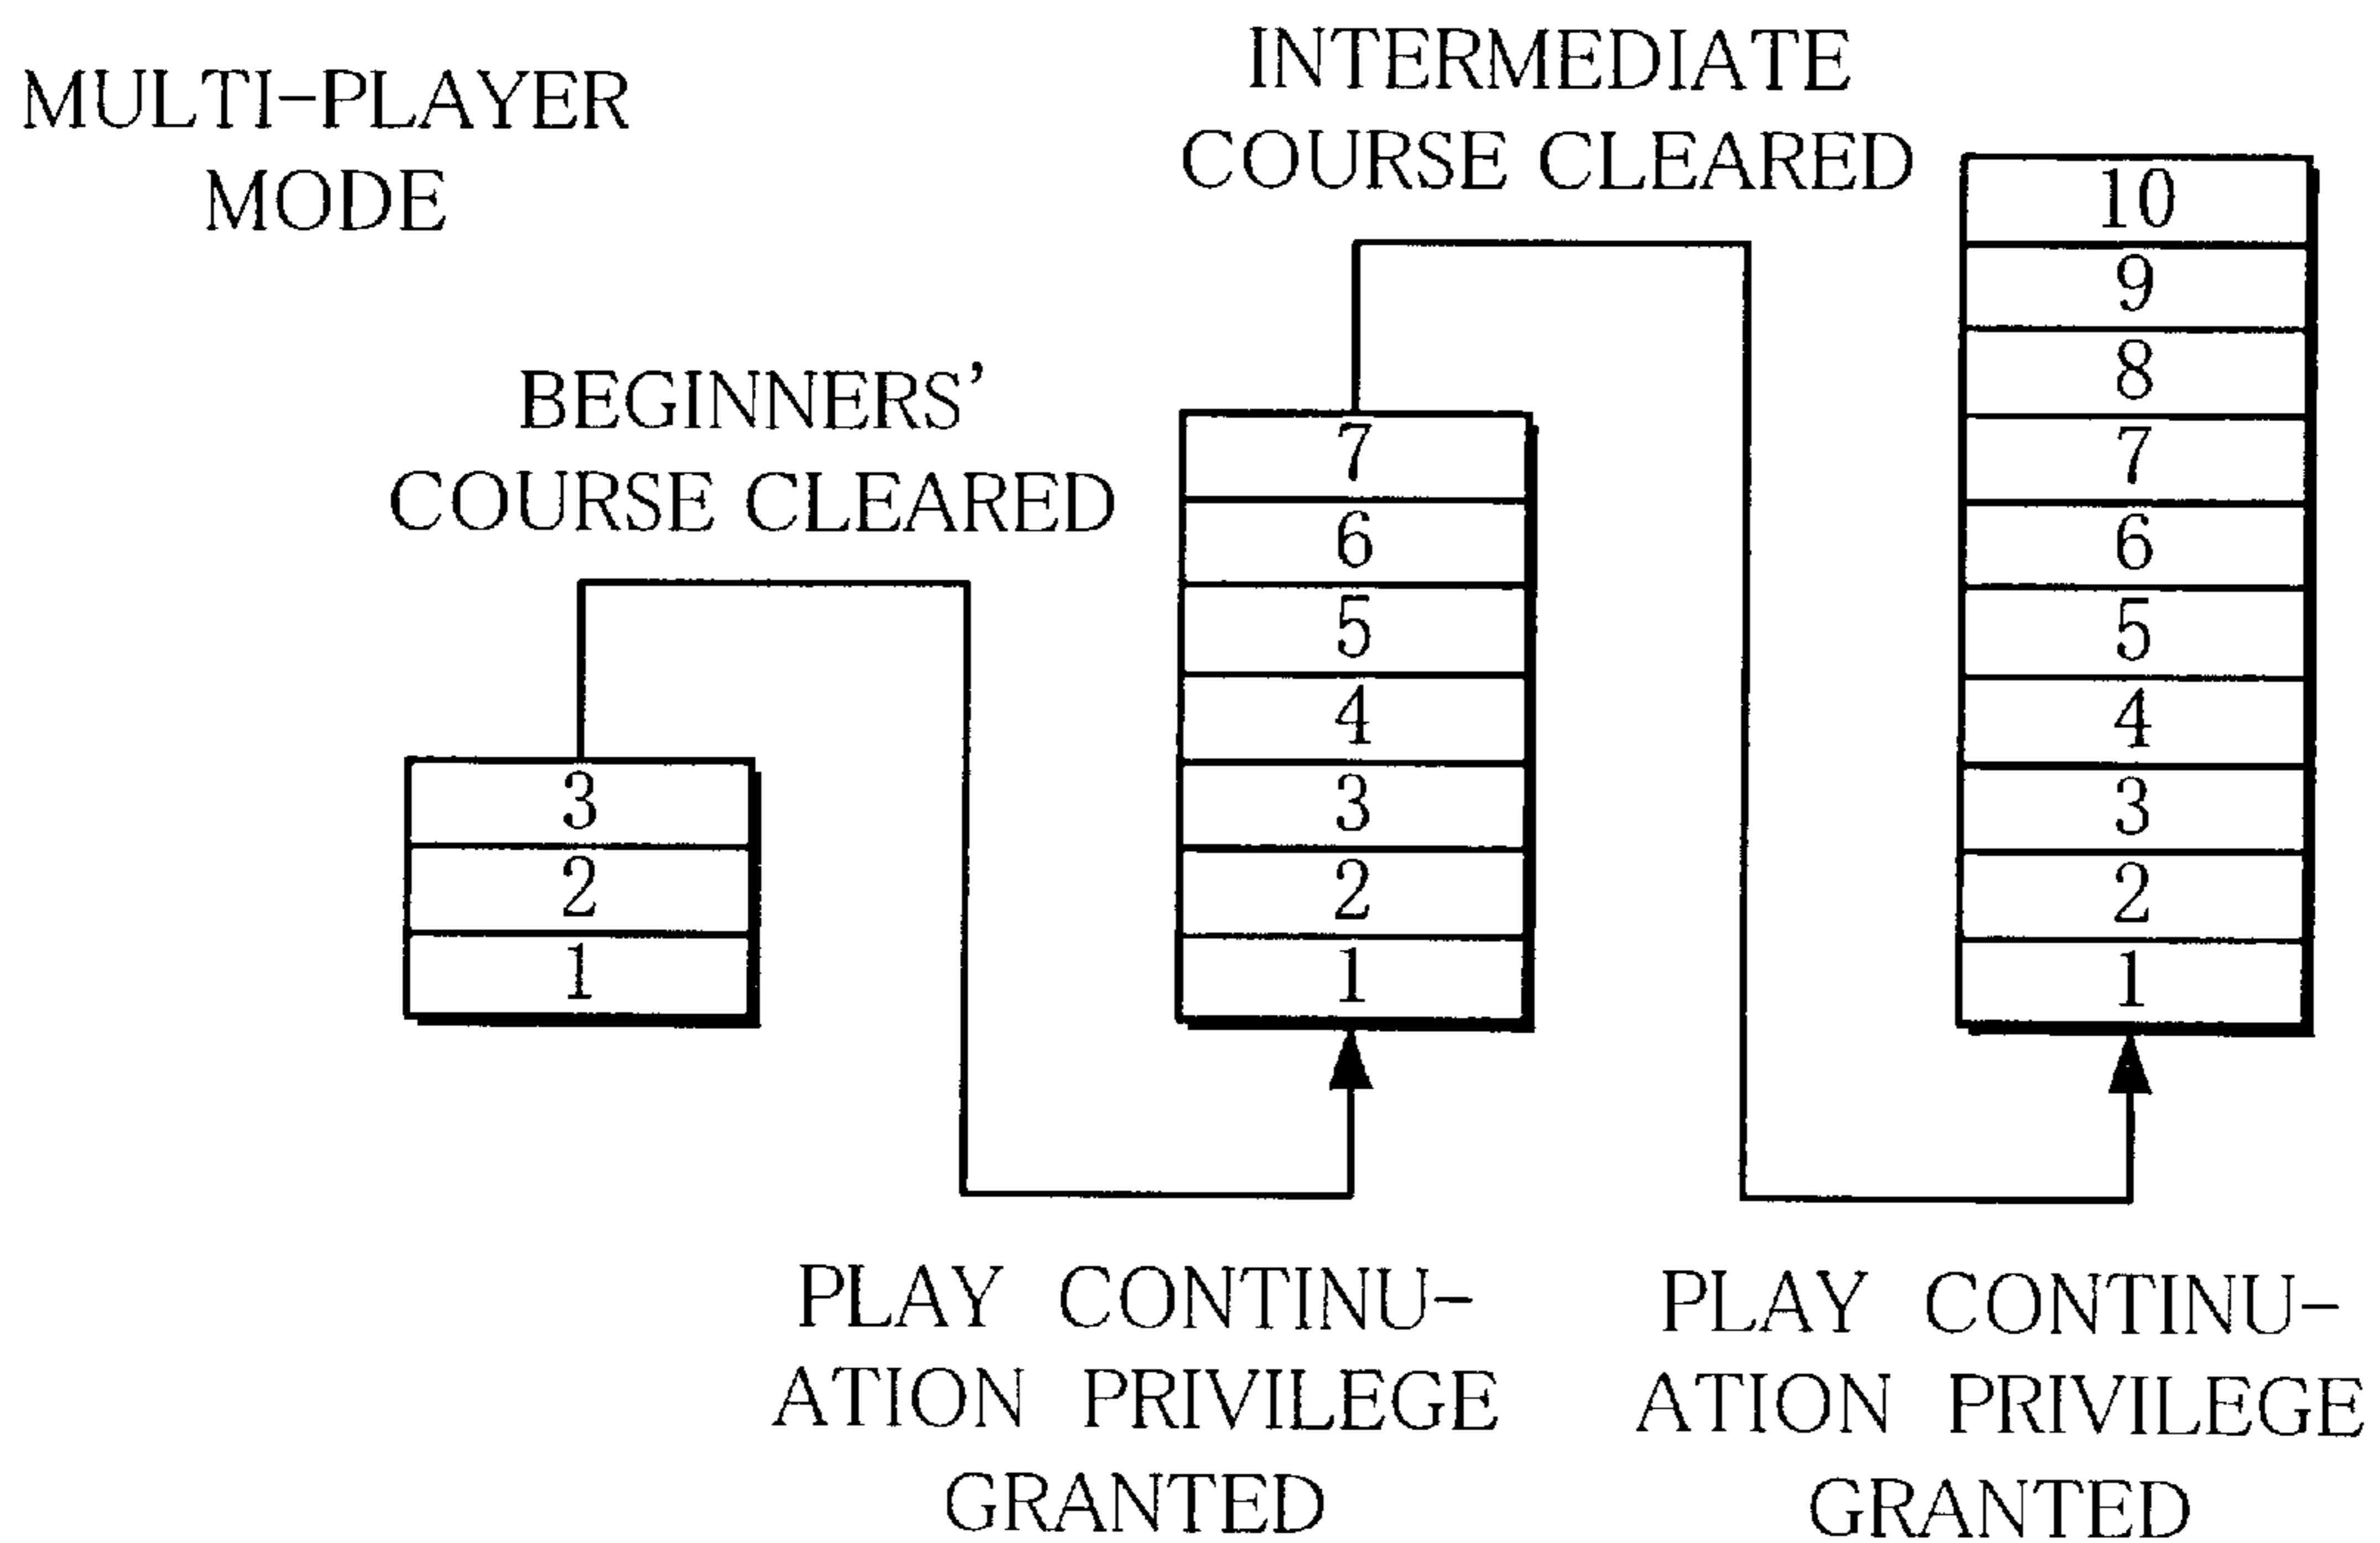 MULTI-PLAYER
MODE
BEGINNERS'
COURSE CLEARED
INTERMEDIATE
COURSE CLEARED
3
2
1
7
6
5
4
3
2
1
10
9
8
7
6
5
4
3
2
1
PLAY CONTINU-
ATION PRIVILEGE
GRANTED
PLAY CONTINU-
ATION PRIVILEGE
GRANTED